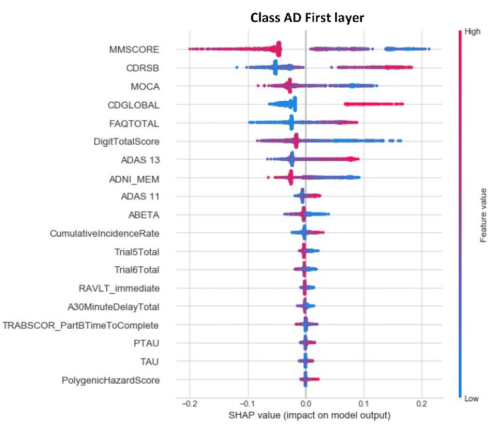 Class AD First layer
High
MMSCORE
CDRSB
MOCA
CDGLOBAL
FAQTOTAL
DigitTotalScore
ADAS 13
ADNI_MEM
ADAS 11
ABETA
CumulativeIncidenceRate
Trial5Total
Trial6Total
RAVLT_immediate
A30MinuteDelayTotal
TRABSCOR_PartBTimeToComplete
PTAU
TAU
PolygenicHazardScore
Feature value
Low
−0.2 −0.1 0.0 0.1 0.2
SHAP value (impact on model output)